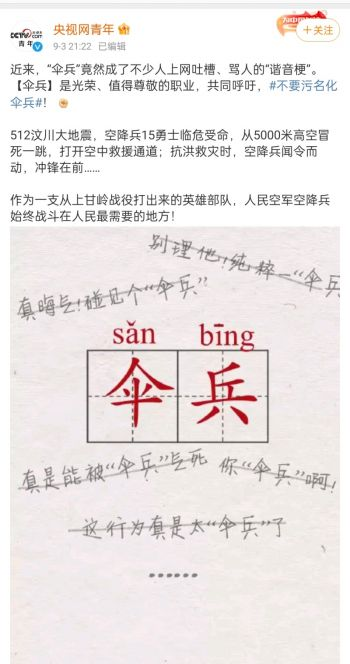 央视网青年
9-3 21:22 已编辑
+关注
近来，“伞兵”竟然成了不少人上网吐槽、骂人的“谐音梗”。
【伞兵】是光荣、值得尊敬的职业，共同呼吁，#不要污名化
伞兵#！
512汶川大地震，空降兵15勇士临危受命，从5000米高空冒
死一跳，打开空中救援通道；抗洪救灾时，空降兵闻令而
动，冲锋在前……
作为一支从上甘岭战役打出来的英雄部队，人民空军空降兵
始终战斗在人民最需要的地方！
别理他！纯粹一“伞兵
真晦气！碰见个“伞兵”
sǎn bīng
伞兵
真是能被“伞兵”气死
你“伞兵”啊！
这行为真是太“伞兵”了
……